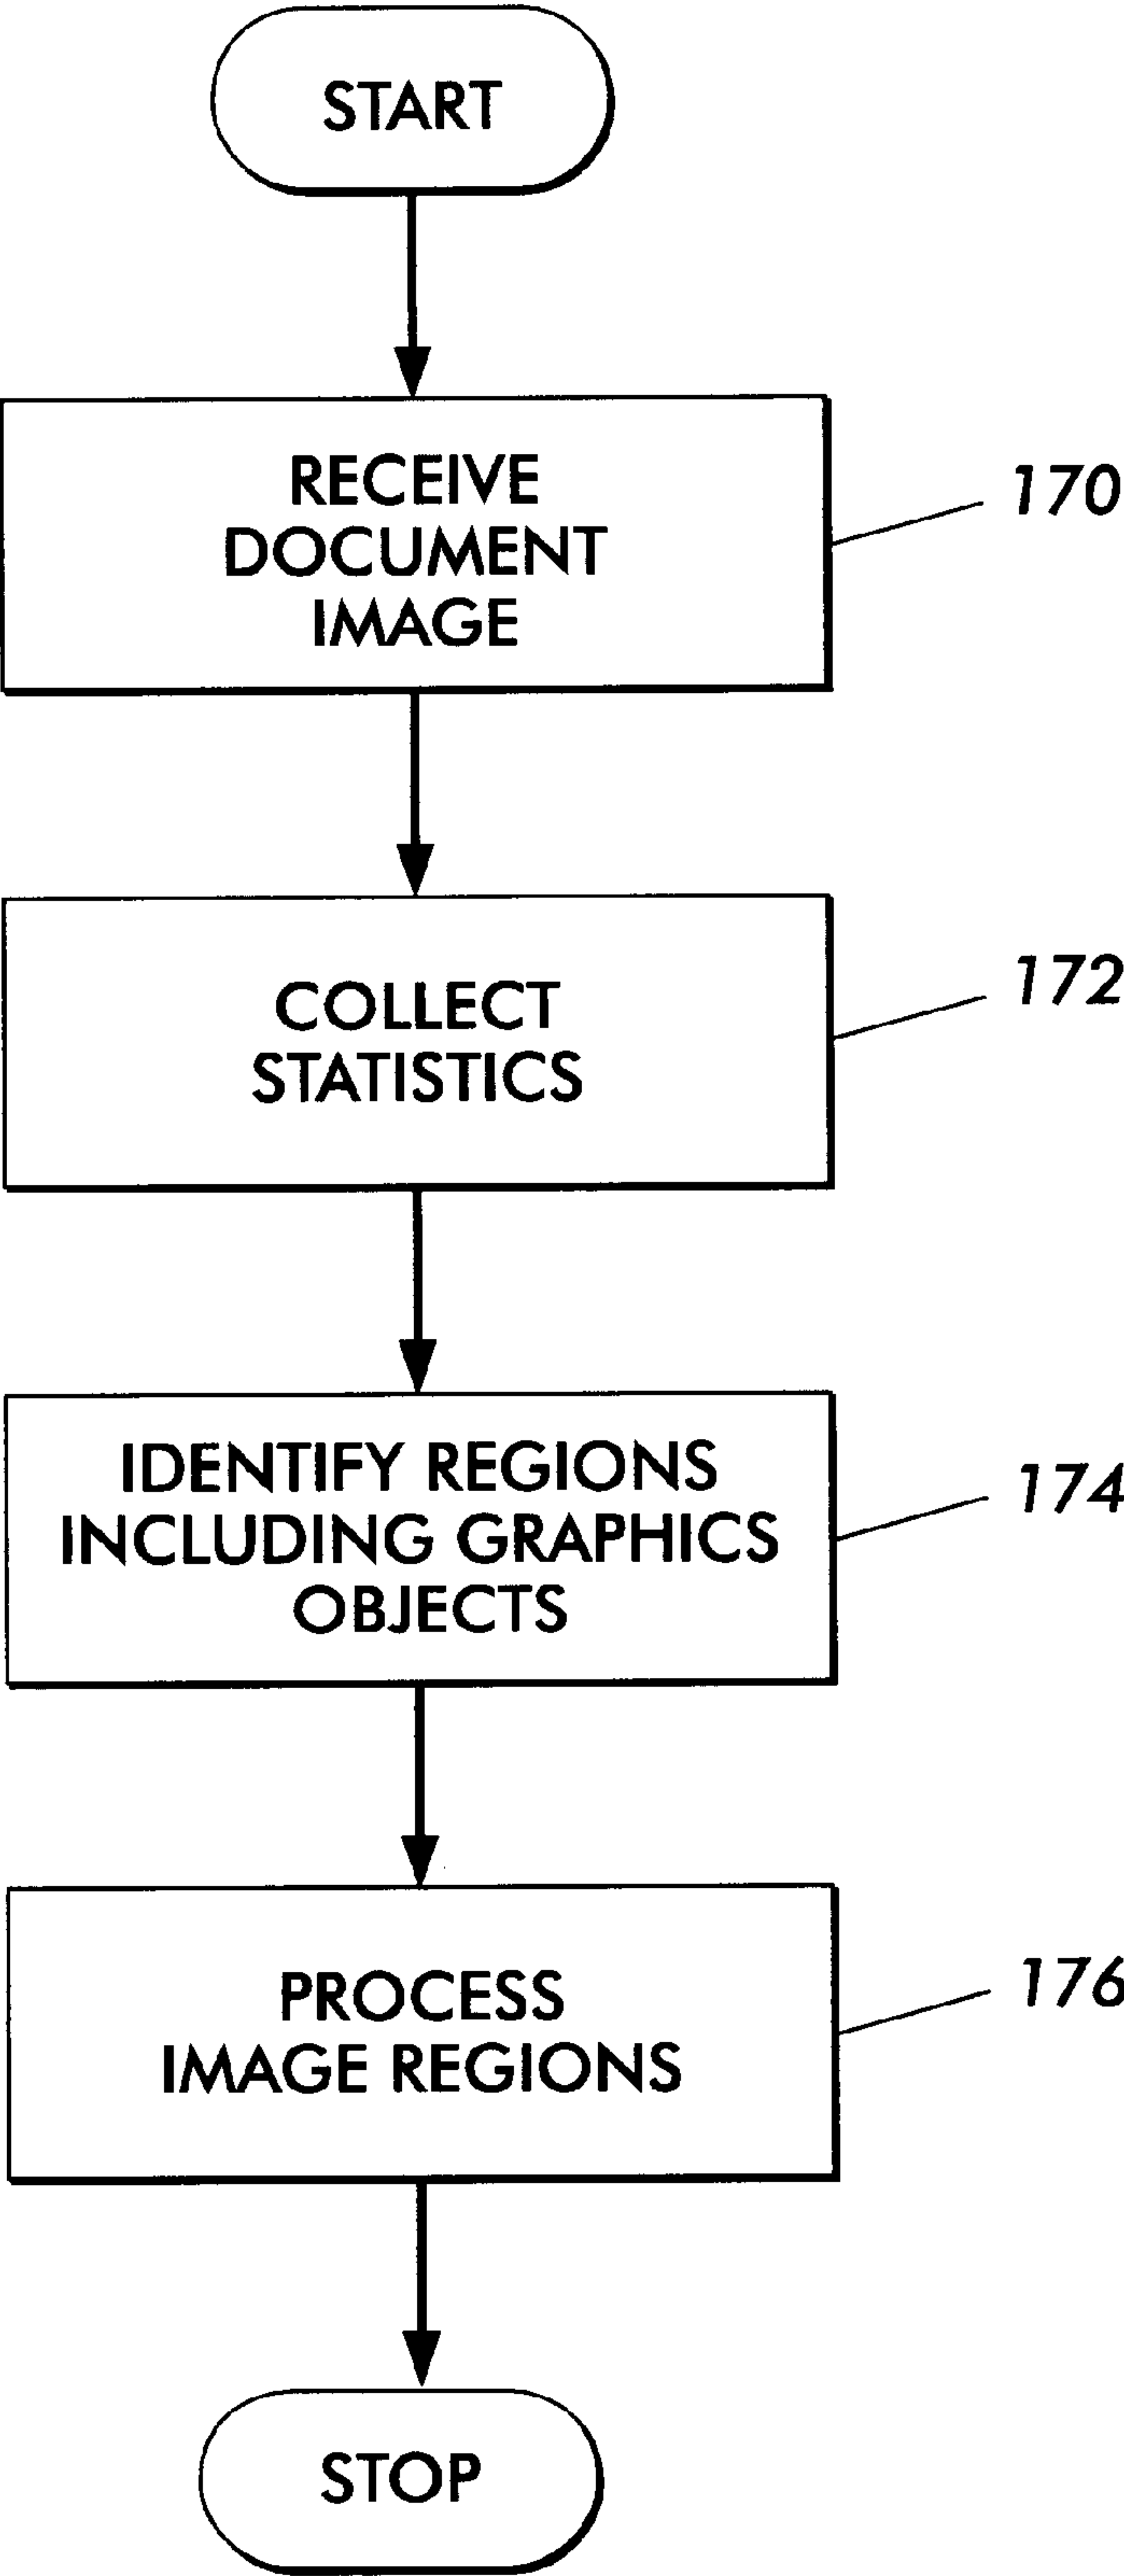 START
RECEIVE
DOCUMENT
IMAGE
170
COLLECT
STATISTICS
172
IDENTIFY REGIONS
INCLUDING GRAPHICS
OBJECTS
174
PROCESS
IMAGE REGIONS
176
STOP